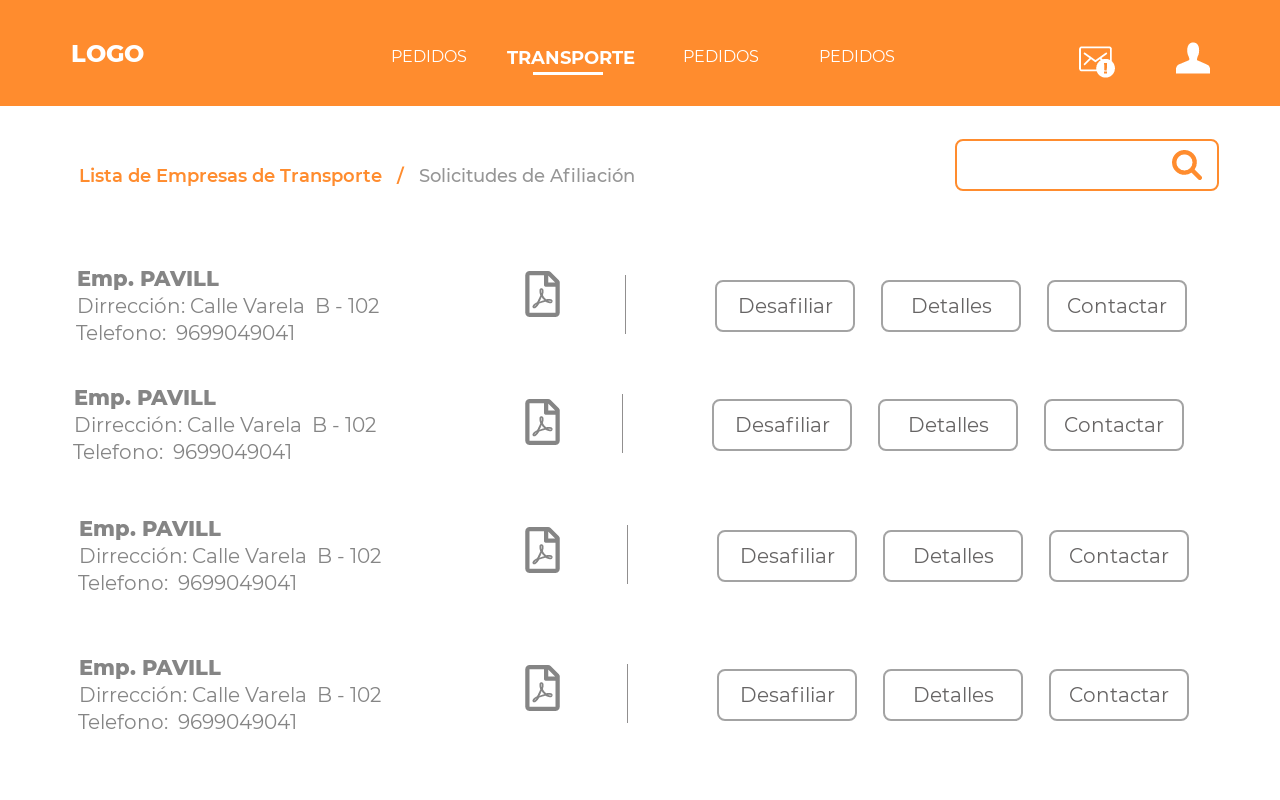 LOGO
PEDIDOS
TRANSPORTE
PEDIDOS
PEDIDOS
Lista de Empresas de Transporte / Solicitudes de Afiliación
Emp. PAVILL
Dirrección: Calle Varela B - 102
Telefono: 9699049041
Desafiliar
Detalles
Contactar
Emp. PAVILL
Dirrección: Calle Varela B - 102
Telefono: 9699049041
Desafiliar
Detalles
Contactar
Emp. PAVILL
Dirrección: Calle Varela B - 102
Telefono: 9699049041
Desafiliar
Detalles
Contactar
Emp. PAVILL
Dirrección: Calle Varela B - 102
Telefono: 9699049041
Desafiliar
Detalles
Contactar